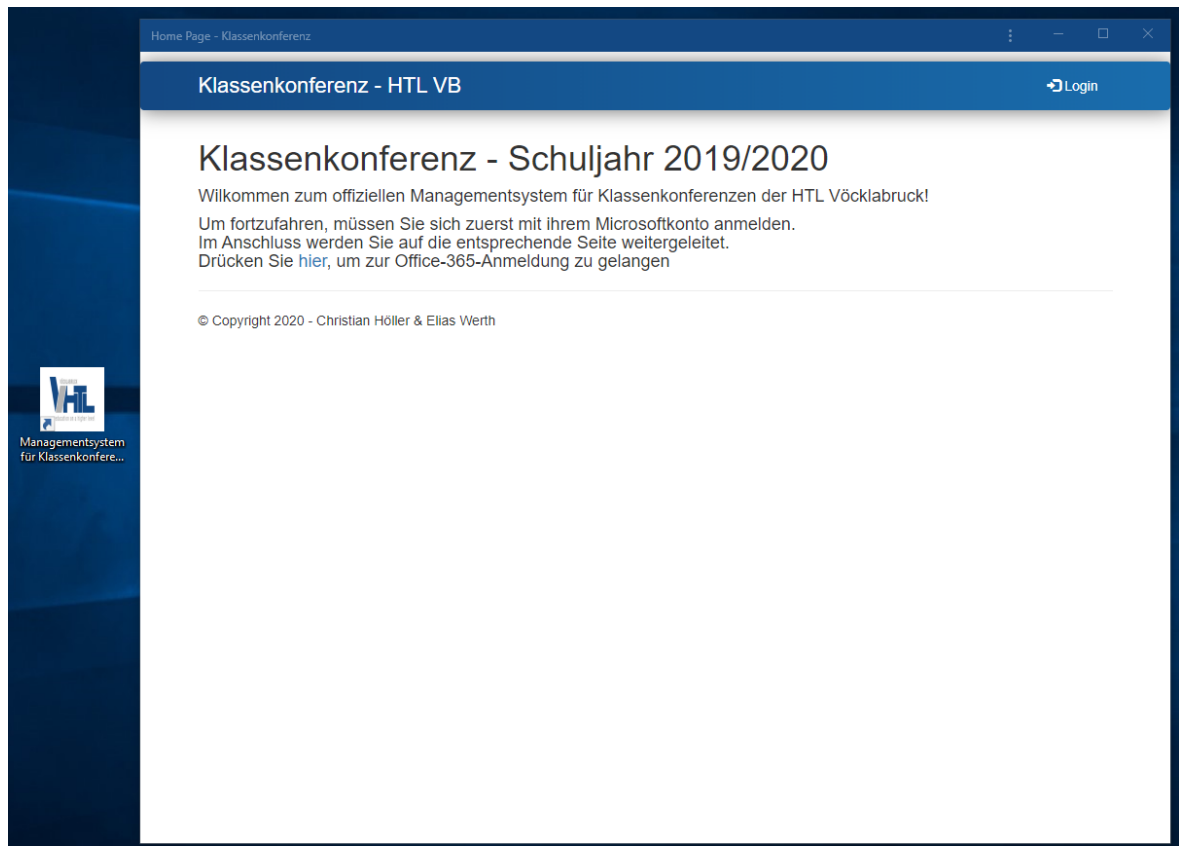 Home Page - Klassenkonferenz
Klassenkonferenz - HTL VB
Login
Klassenkonferenz - Schuljahr 2019/2020
Wilkommen zum offiziellen Managementsystem für Klassenkonferenzen der HTL Vöcklabruck!
Um fortzufahren, müssen Sie sich zuerst mit ihrem Microsoftkonto anmelden.
Im Anschluss werden Sie auf die entsprechende Seite weitergeleitet.
Drücken Sie hier, um zur Office-365-Anmeldung zu gelangen
© Copyright 2020 - Christian Höller & Elias Werth
HTL
Managementsystem
für Klassenkonfere...